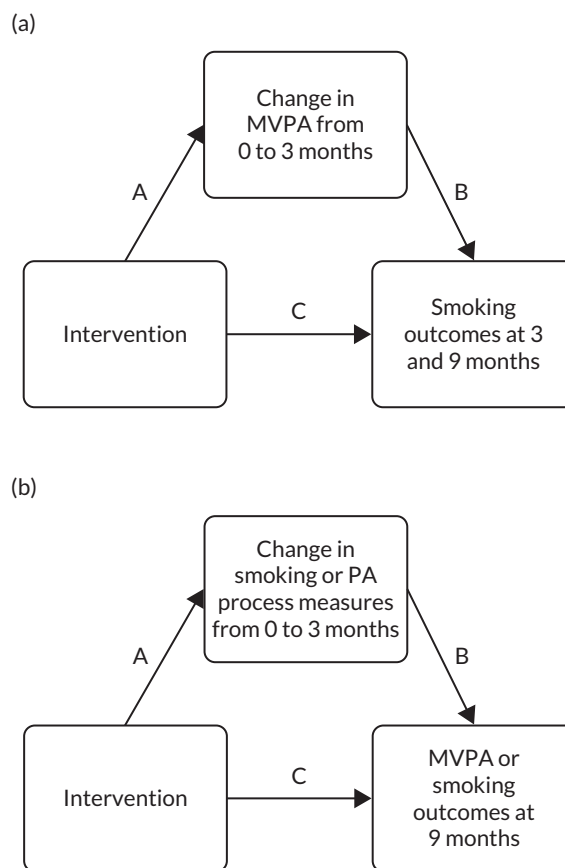 (a)
Change in
MVPA from
0 to 3 months
A
B
Intervention
C
Smoking
outcomes at 3
and 9 months
(b)
Change in
smoking or PA
process measures
from 0 to 3 months
A
B
Intervention
C
MVPA or
smoking
outcomes at
9 months